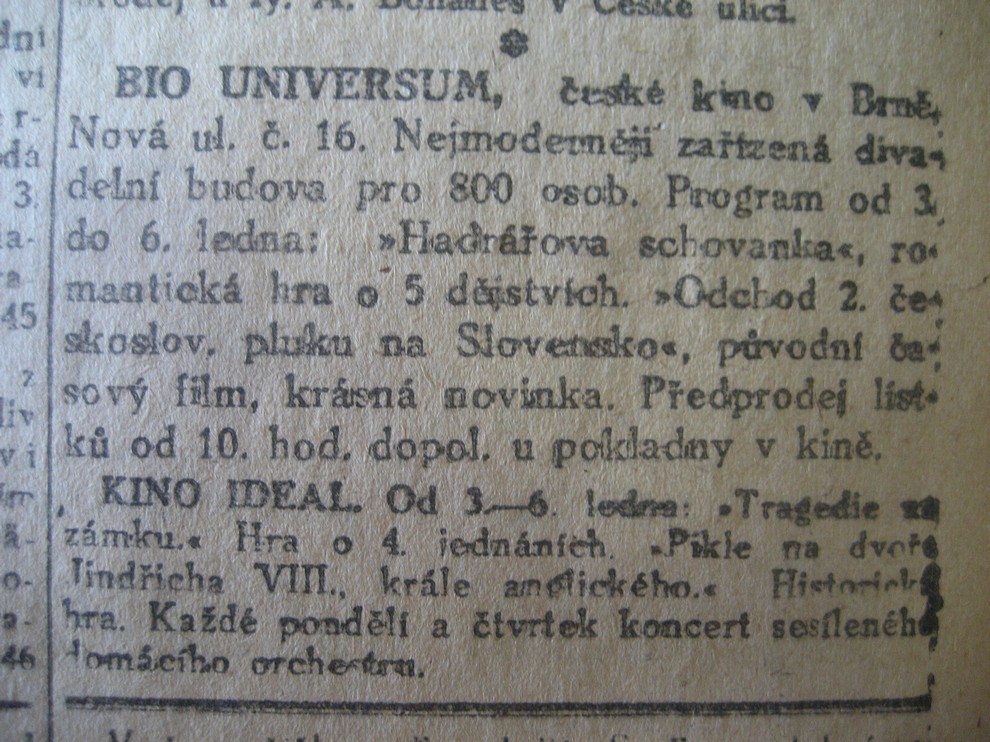 v České ulici.
BIO UNIVERSUM, české kino v Brně,
Nová ul. č. 16. Nejmodernějí zařízená diva-
delní budova pro 800 osob. Program od 3.
do 6. ledna: »Hadrářova schovanka«, ro-
mantická hra o 5 dějstvích. »Odchod 2. če-
skoslov. pluku na Slovensko«, původní ča-
sový film, krásná novinka. Předprodej líst-
ků od 10. hod. dopol. u pokladny v kině.
KINO IDEAL. Od 3.—6. ledna: »Tragedie na
zámku.« Hra o 4. jednáních. »Pikle na dvoře
Jindřicha VIII., krále anglického.« Historick
hra. Každé pondělí a čtvrtek koncert sesíleného
domácího orchestru.